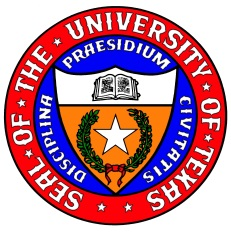 SEAL OF THE UNIVERSITY OF TEXAS
DISCIPLINA PRAESIDIUM CIVITATIS